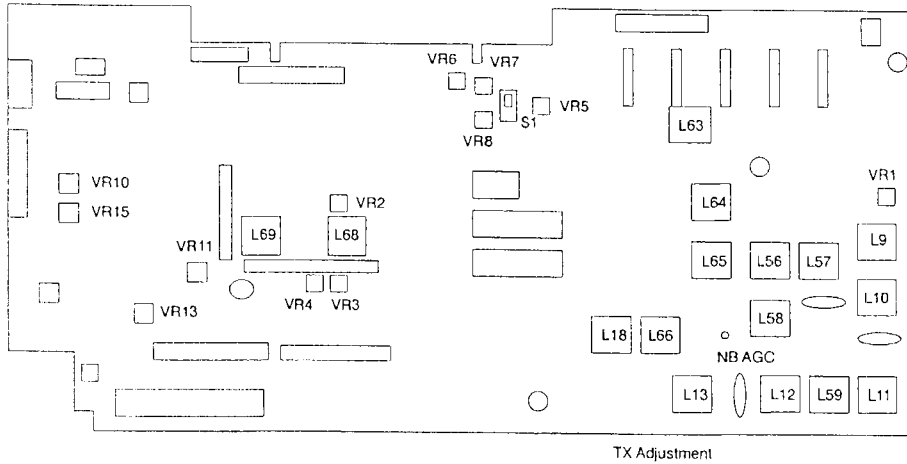 VR6
VR7
VR5
S1
VR8
L63
VR10
VR2
L64
VR1
VR15
L69
L68
L9
VR11
L65
L56
L57
VR4
VR3
L10
VR13
L58
L18
L66
NB AGC
L13
L12
L59
L11
TX Adjustment